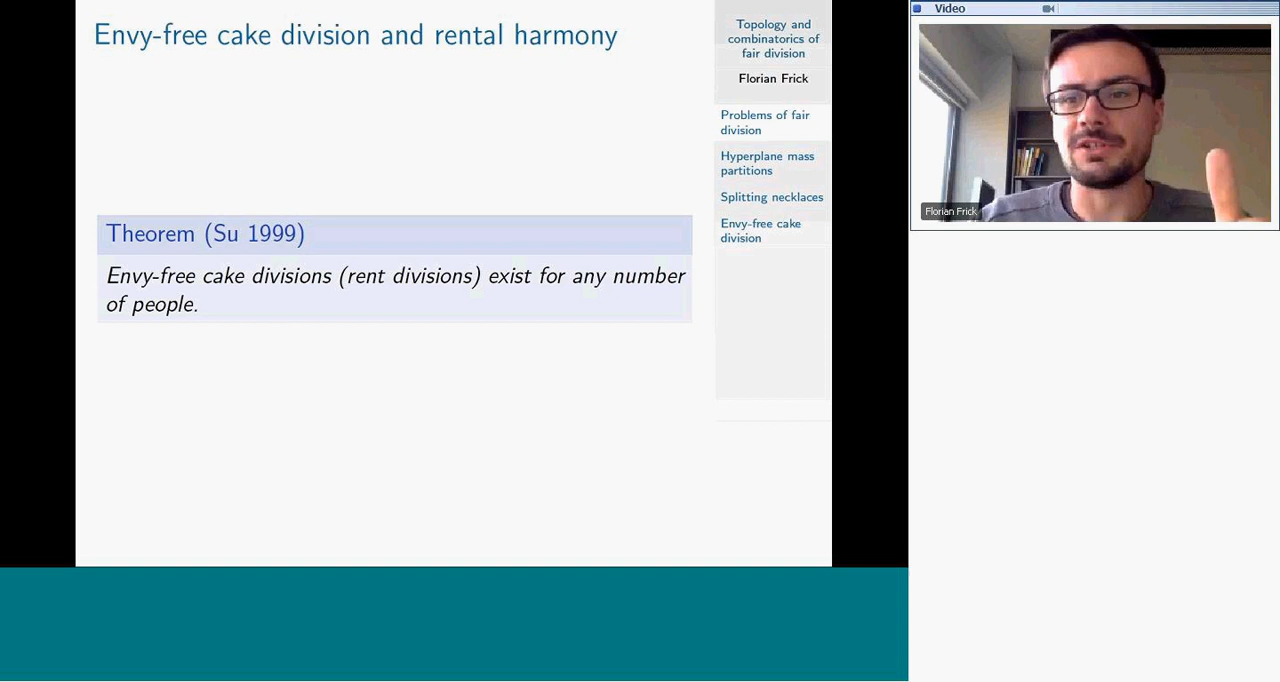 Envy-free cake division and rental harmony
Theorem (Su 1999)
Envy-free cake divisions (rent divisions) exist for any number
of people.
Topology and
combinatorics of
fair division
Florian Frick
Problems of fair
division
Hyperplane mass
partitions
Splitting necklaces
Envy-free cake
division
Video
Florian Frick